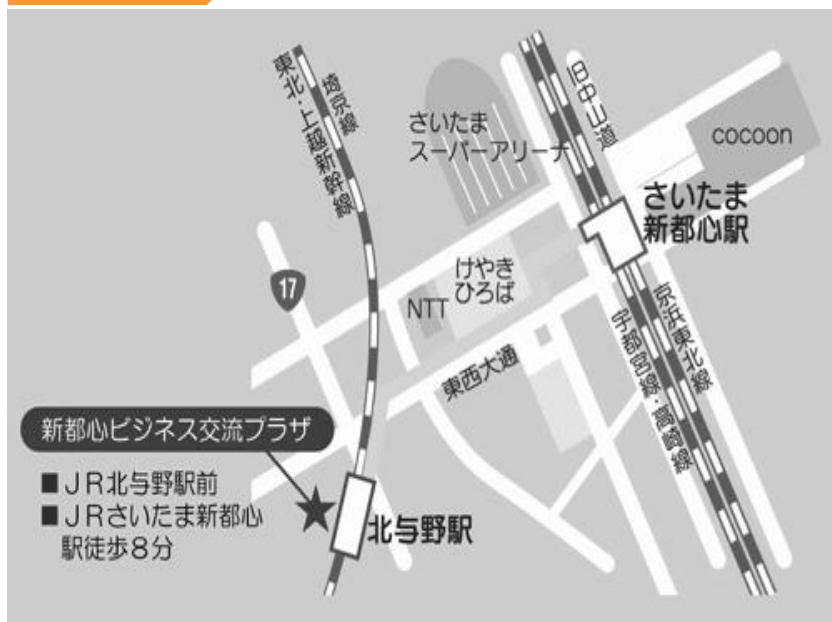 埼京線
東北・上越新幹線
さいたま
スーパーアリーナ
旧中山道
cocoon
さいたま
新都心駅
けやき
ひろば
NTT
17
東西大通
京浜東北線
宇都宮線・高崎線
新都心ビジネス交流プラザ
■ＪＲ北与野駅前
■ＪＲさいたま新都心
駅徒歩８分
北与野駅